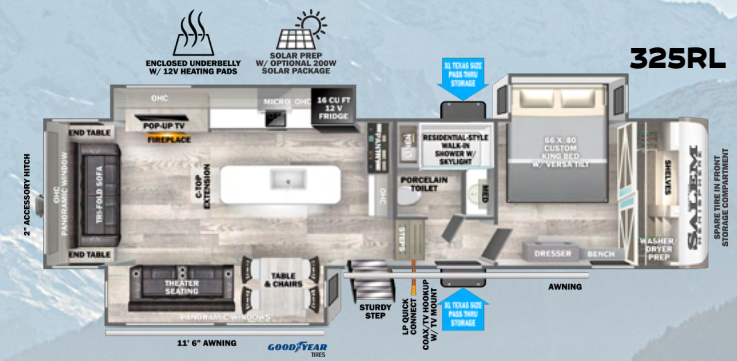 325RL
ENCLOSED UNDERBELLY
W/ 12V HEATING PADS
SOLAR PREP
W/ OPTIONAL 200W
SOLAR PACKAGE
XL TEXAS SIZE
PASS THRU
STORAGE
OHC
POP-UP TV
FIREPLACE
MICRO
OHC
16 CU FT
12 V
FRIDGE
END TABLE
OHC
PANORAMIC WINDOW
TRI-FOLD SOFA
END TABLE
2" ACCESSORY HITCH
C-TOP
EXTENSION
PANTRY
OHC
LINEN
RESIDENTIAL-STYLE
WALK-IN
SHOWER W/
SKYLIGHT
PORCELAIN
TOILET
MED
STEPS
66 X 80
CUSTOM
KING BED
W/ VERSA TILT
SHELVES
WASHER/
DRYER
PREP
DRESSER
BENCH
SALEM
HEMISPHERE
SPARE TIRE IN FRONT
STORAGE COMPARTMENT
THEATER
SEATING
TABLE
& CHAIRS
PANORAMIC WINDOWS
11' 6" AWNING
GOODYEAR
TIRES
STURDY
STEP
LP QUICK
CONNECT
COAX/TV HOOKUP
W/ TV MOUNT
XL TEXAS SIZE
PASS THRU
STORAGE
AWNING